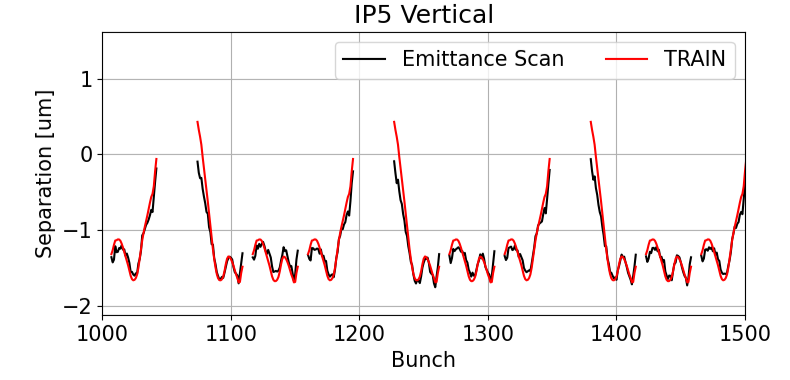 IP5 Vertical
Emittance Scan
TRAIN
Separation [um]
1
0
−1
−2
1000 1100 1200 1300 1400 1500
Bunch